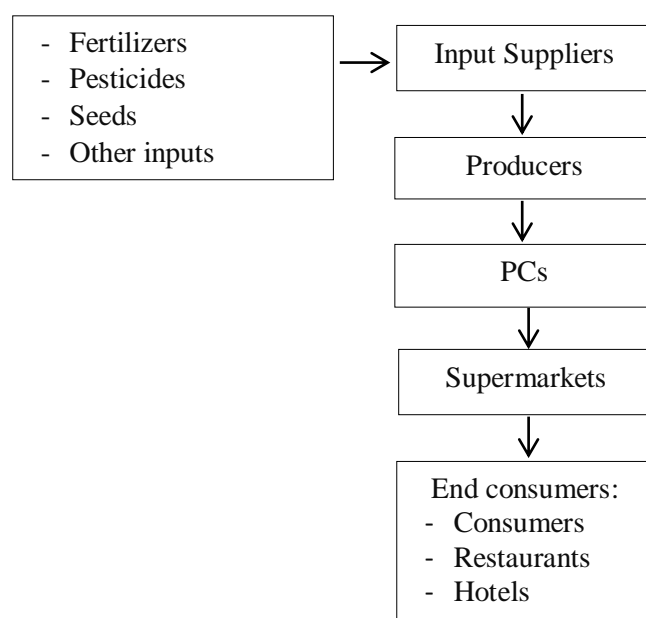 - Fertilizers
- Pesticides
- Seeds
- Other inputs
Input Suppliers
Producers
PCs
Supermarkets
End consumers:
- Consumers
- Restaurants
- Hotels